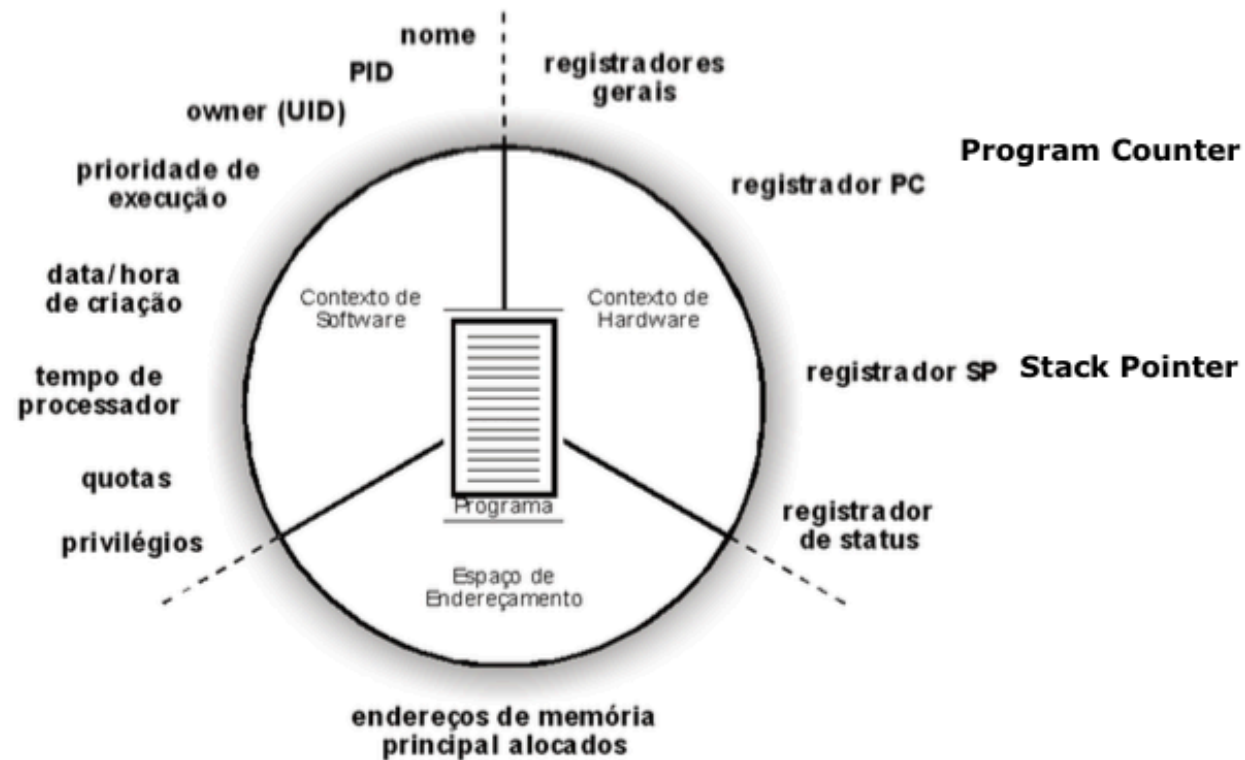 nome
PID
owner (UID)
prioridade de
execução
data/hora
de criação
tempo de
processador
quotas
privilégios
registradores
gerais
registrador PC
Program Counter
registrador SP
Stack Pointer
registrador
de status
Contexto de
Software
Contexto de
Hardware
Programa
Espaço de
Endereçamento
endereços de memória
principal alocados